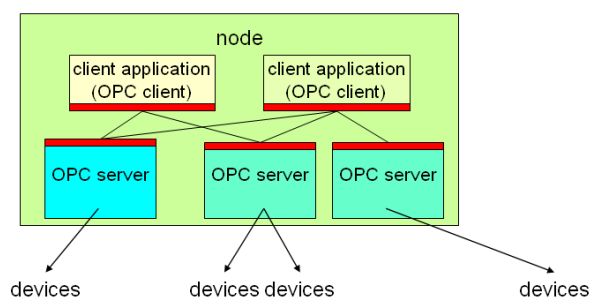 node
client application
(OPC client)
client application
(OPC client)
OPC server
OPC server
OPC server
devices
devices devices
devices